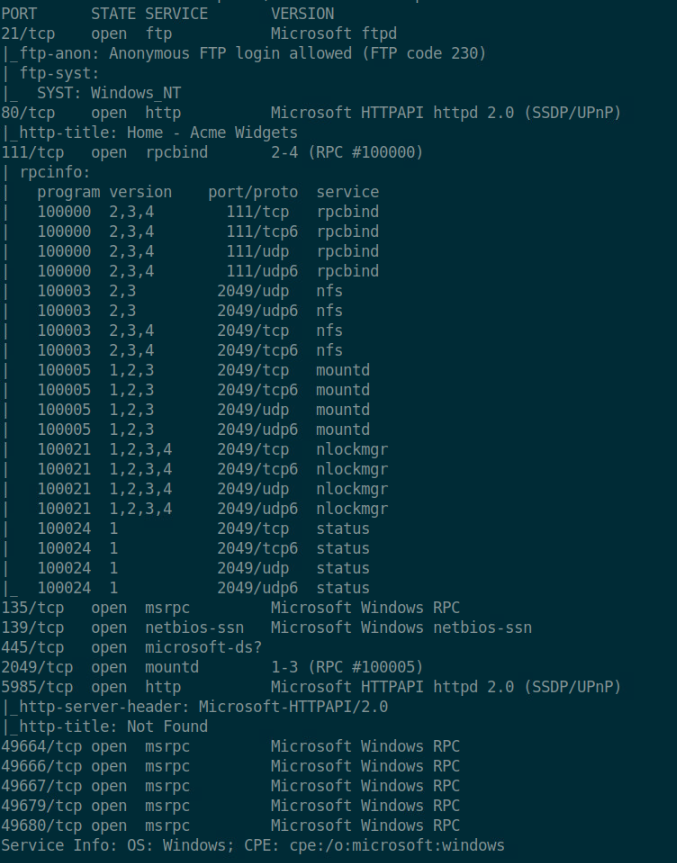 PORT      STATE SERVICE       VERSION
21/tcp    open  ftp           Microsoft ftpd
|_ftp-anon: Anonymous FTP login allowed (FTP code 230)
| ftp-syst:
|_  SYST: Windows_NT
80/tcp    open  http          Microsoft HTTPAPI httpd 2.0 (SSDP/UPnP)
|_http-title: Home - Acme Widgets
111/tcp   open  rpcbind       2-4 (RPC #100000)
| rpcinfo:
|   program version    port/proto  service
|   100000  2,3,4        111/tcp   rpcbind
|   100000  2,3,4        111/tcp6  rpcbind
|   100000  2,3,4        111/udp   rpcbind
|   100000  2,3,4        111/udp6  rpcbind
|   100003  2,3         2049/udp   nfs
|   100003  2,3         2049/udp6  nfs
|   100003  2,3,4       2049/tcp   nfs
|   100003  2,3,4       2049/tcp6  nfs
|   100005  1,2,3       2049/tcp   mountd
|   100005  1,2,3       2049/tcp6  mountd
|   100005  1,2,3       2049/udp   mountd
|   100005  1,2,3       2049/udp6  mountd
|   100021  1,2,3,4     2049/tcp   nlockmgr
|   100021  1,2,3,4     2049/tcp6  nlockmgr
|   100021  1,2,3,4     2049/udp   nlockmgr
|   100021  1,2,3,4     2049/udp6  nlockmgr
|   100024  1           2049/tcp   status
|   100024  1           2049/tcp6  status
|   100024  1           2049/udp   status
|_  100024  1           2049/udp6  status
135/tcp   open  msrpc         Microsoft Windows RPC
139/tcp   open  netbios-ssn   Microsoft Windows netbios-ssn
445/tcp   open  microsoft-ds?
2049/tcp  open  mountd        1-3 (RPC #100005)
5985/tcp  open  http          Microsoft HTTPAPI httpd 2.0 (SSDP/UPnP)
|_http-server-header: Microsoft-HTTPAPI/2.0
|_http-title: Not Found
49664/tcp open  msrpc         Microsoft Windows RPC
49666/tcp open  msrpc         Microsoft Windows RPC
49667/tcp open  msrpc         Microsoft Windows RPC
49679/tcp open  msrpc         Microsoft Windows RPC
49680/tcp open  msrpc         Microsoft Windows RPC
Service Info: OS: Windows; CPE: cpe:/o:microsoft:windows